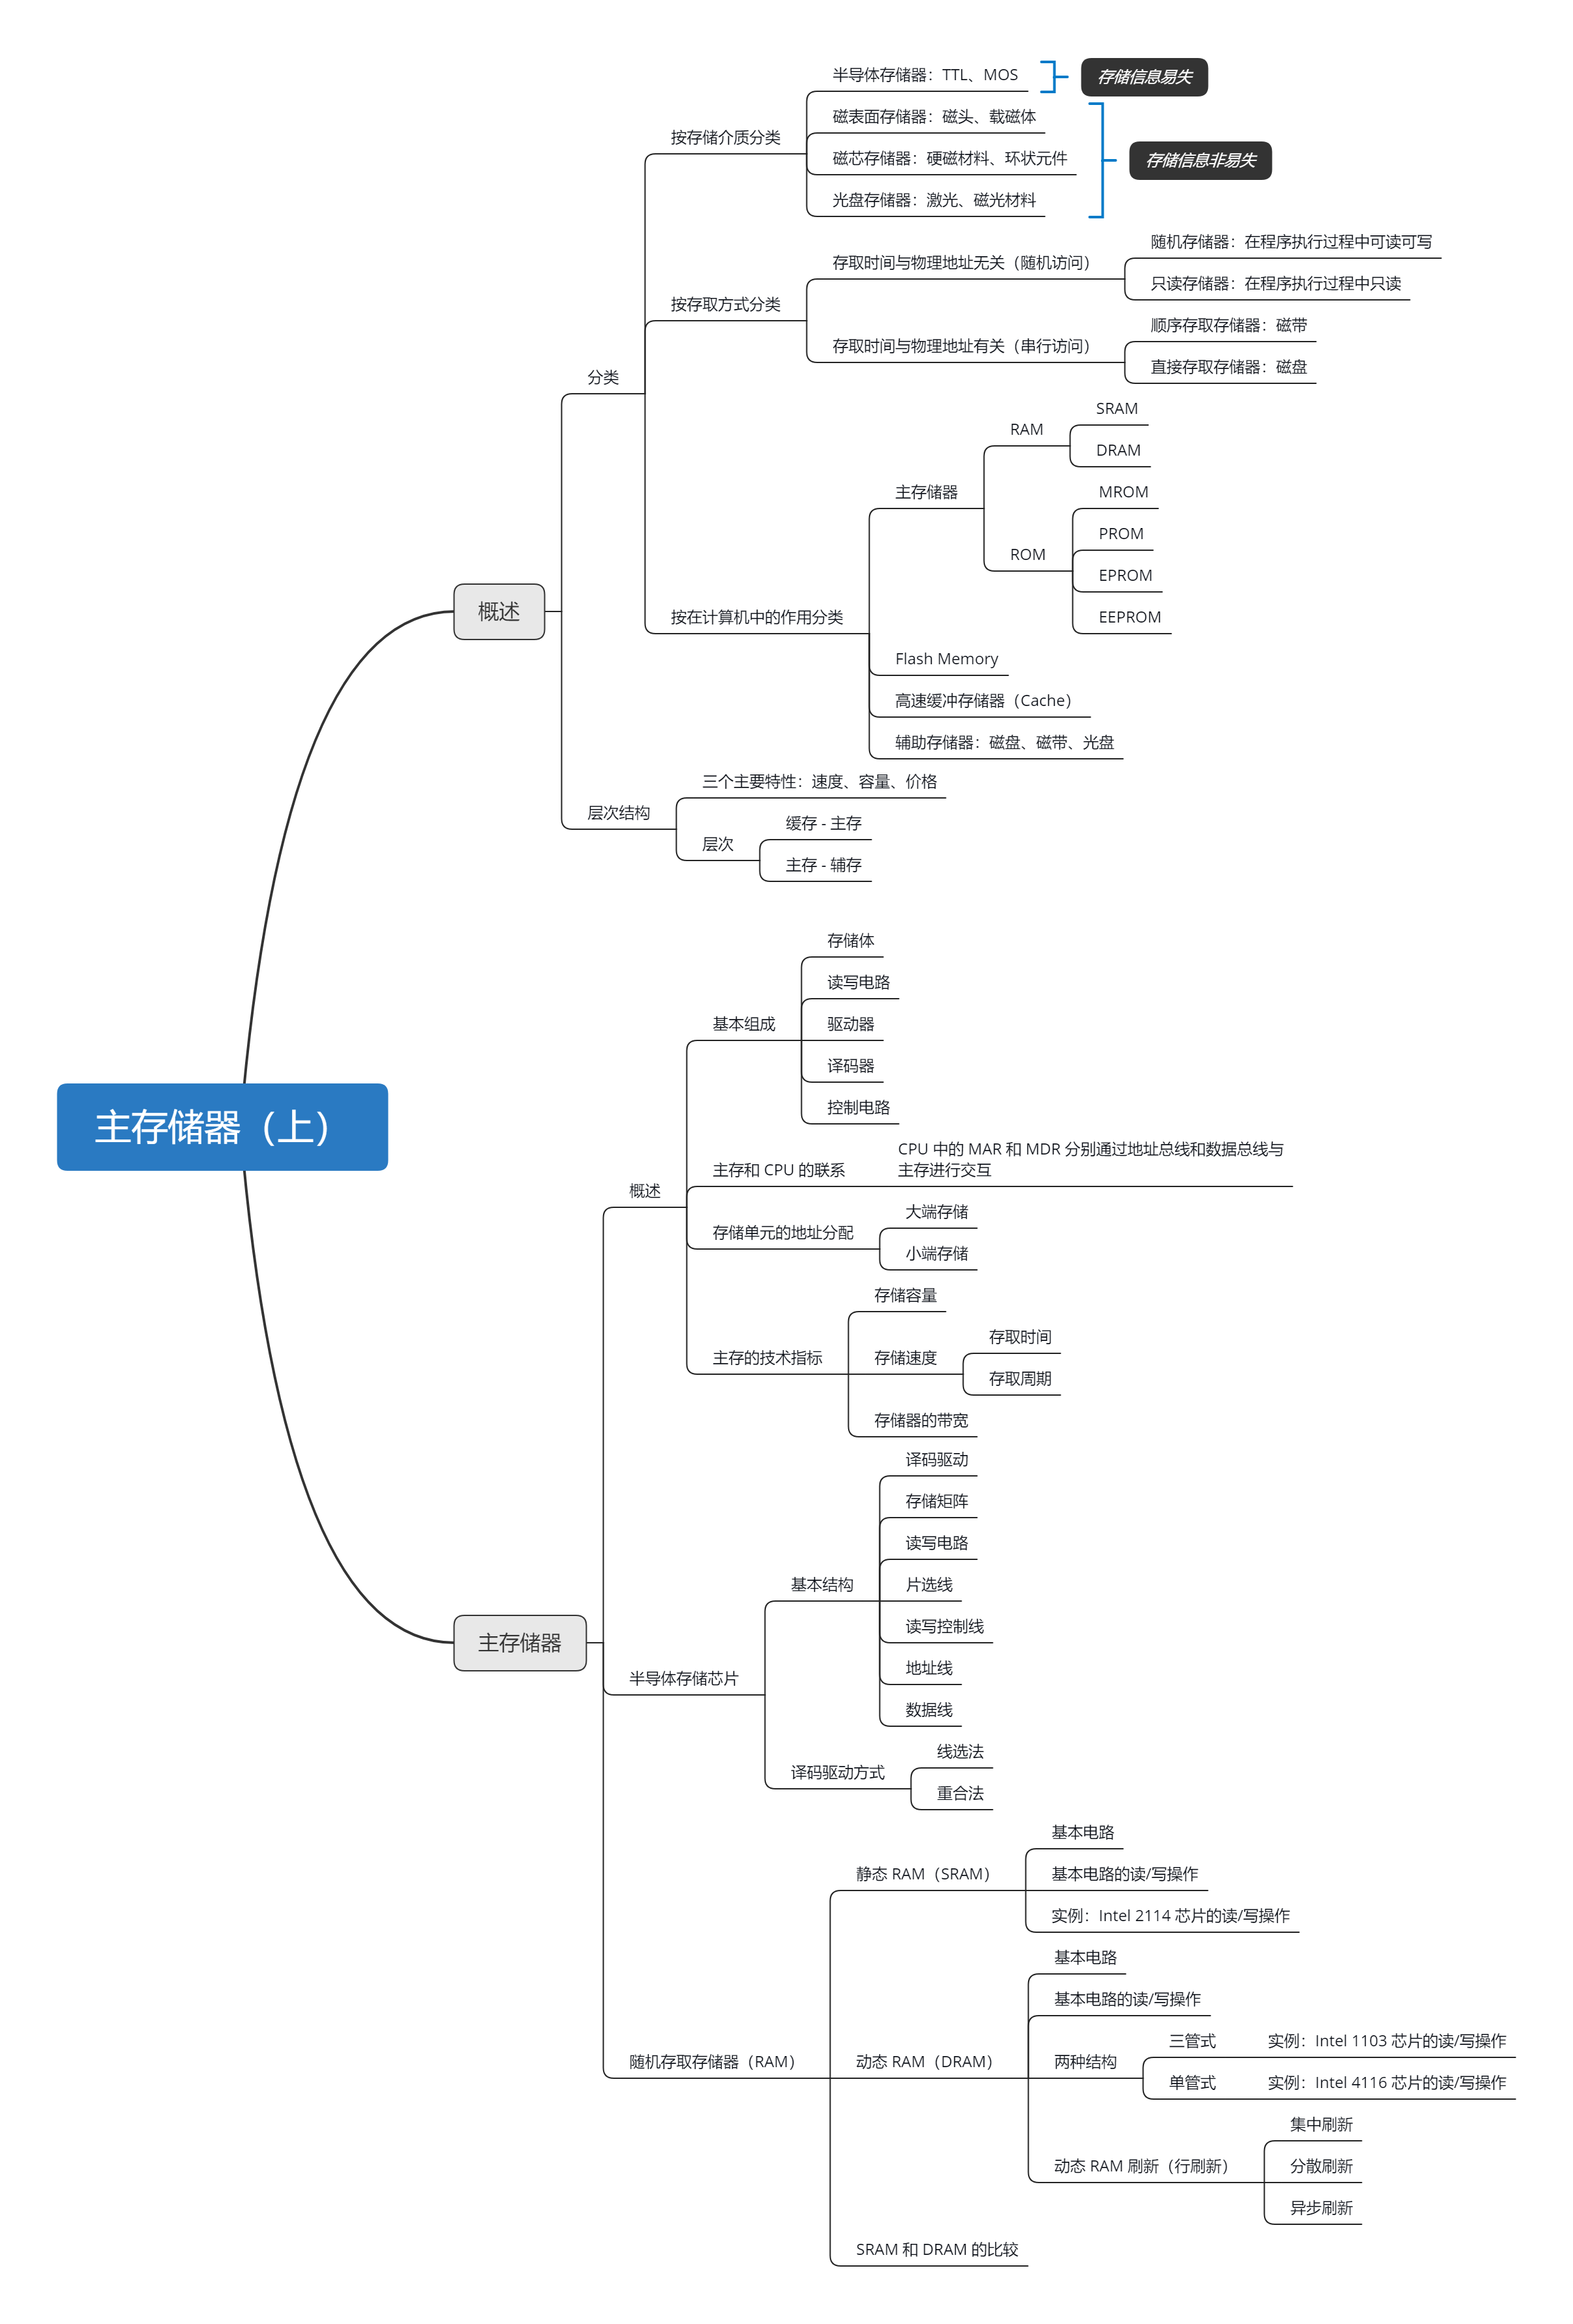 主存储器（上）
概述
分类
按存储介质分类
半导体存储器：TTL、MOS
存储信息易失
磁表面存储器：磁头、载磁体
磁芯存储器：硬磁材料、环状元件
光盘存储器：激光、磁光材料
存储信息非易失
按存取方式分类
存取时间与物理地址无关（随机访问）
随机存储器：在程序执行过程中可读可写
只读存储器：在程序执行过程中只读
存取时间与物理地址有关（串行访问）
顺序存取存储器：磁带
直接存取存储器：磁盘
按在计算机中的作用分类
主存储器
RAM
SRAM
DRAM
ROM
MROM
PROM
EPROM
EEPROM
Flash Memory
高速缓冲存储器（Cache）
辅助存储器：磁盘、磁带、光盘
层次结构
三个主要特性：速度、容量、价格
层次
缓存 - 主存
主存 - 辅存
主存储器
概述
基本组成
存储体
读写电路
驱动器
译码器
控制电路
主存和 CPU 的联系
CPU 中的 MAR 和 MDR 分别通过地址总线和数据总线与
主存进行交互
存储单元的地址分配
大端存储
小端存储
主存的技术指标
存储容量
存储速度
存取时间
存取周期
存储器的带宽
半导体存储芯片
基本结构
译码驱动
存储矩阵
读写电路
片选线
读写控制线
地址线
数据线
译码驱动方式
线选法
重合法
随机存取存储器（RAM）
静态 RAM（SRAM）
基本电路
基本电路的读/写操作
实例：Intel 2114 芯片的读/写操作
动态 RAM（DRAM）
基本电路
基本电路的读/写操作
两种结构
三管式
实例：Intel 1103 芯片的读/写操作
单管式
实例：Intel 4116 芯片的读/写操作
动态 RAM 刷新（行刷新）
集中刷新
分散刷新
异步刷新
SRAM 和 DRAM 的比较